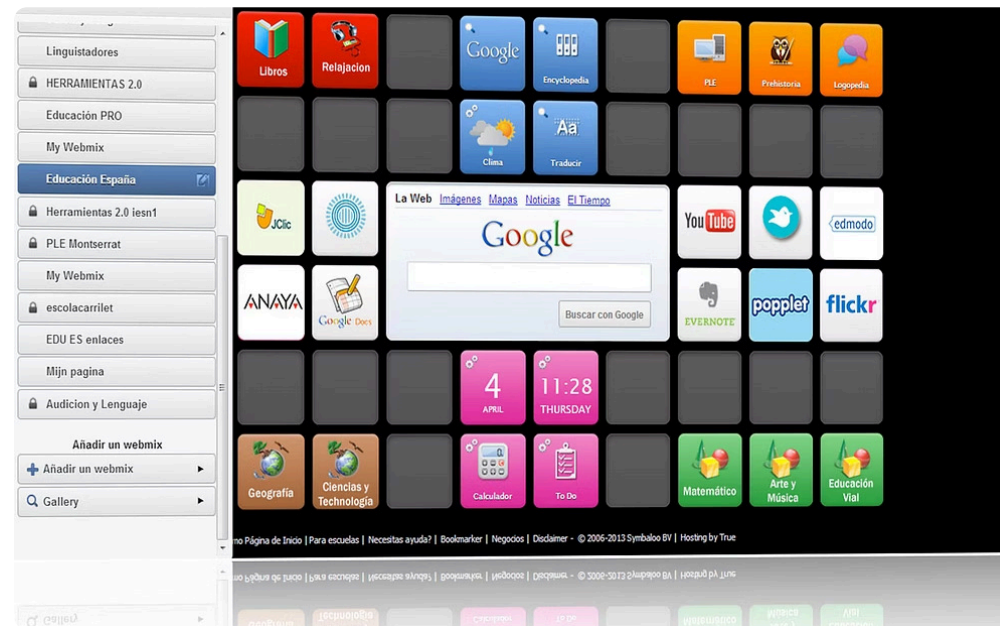 Linguistadores
HERRAMIENTAS 2.0
Educación PRO
My Webmix
Educación España
Herramientas 2.0 iesn1
PLE Montserrat
My Webmix
escolacarrilet
EDU ES enlaces
Mijn pagina
Audicion y Lenguaje
Añadir un webmix
Añadir un webmix
Gallery
Libros
Relajacion
Google
Encyclopedia
PLE
Prehistoria
Logopedia
Clima
Aa
Traducir
JClic
La Web Imágenes Mapas Noticias El Tiempo
Google
Buscar con Google
You Tube
edmodo
ANAYA
Google Docs
EVERNOTE
popplet
flickr
4
APRIL
11:28
THURSDAY
Geografía
Ciencias y
Technología
Calculador
To Do
Matemático
Arte y
Música
Educación
Vial
mo Página de Inicio | Para escuelas | Necesitas ayuda? | Bookmarker | Negocios | Disclaimer - © 2006-2013 Symbaloo BV | Hosting by True